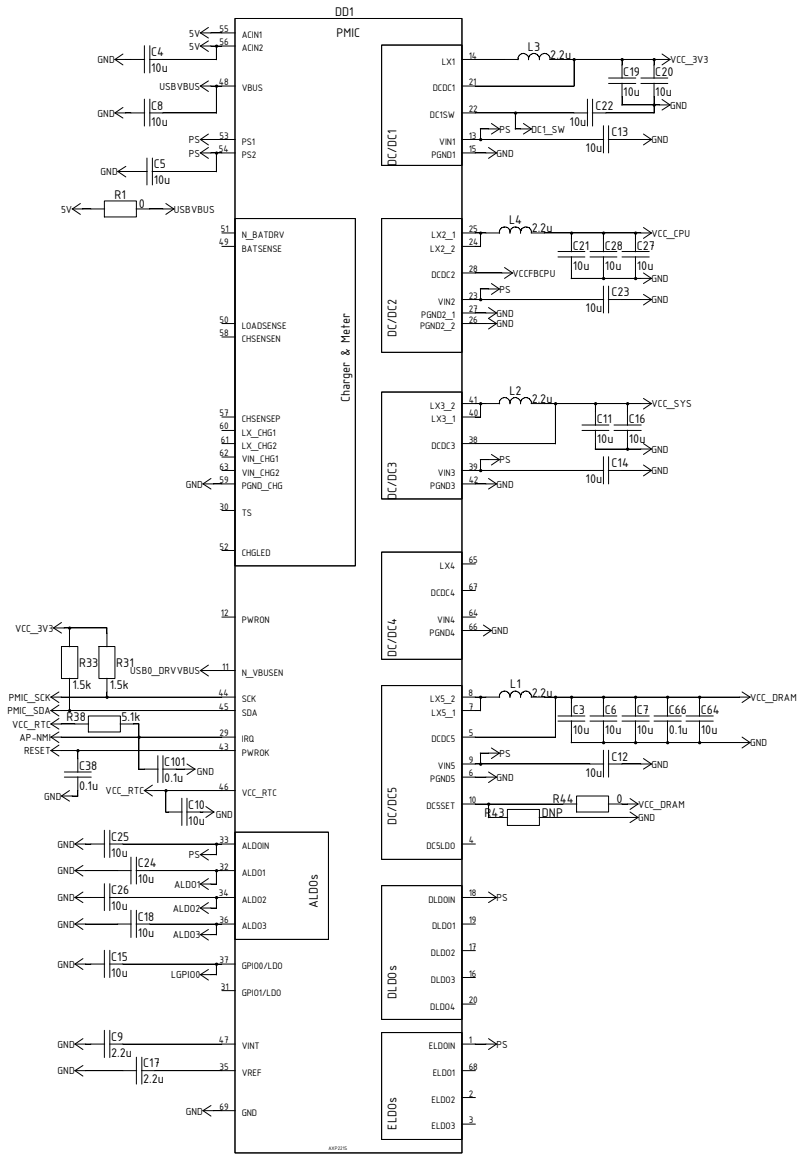 DD1
PMIC
5V 55 ACIN1
5V 56 ACIN2
GND C4 10u
USBVBUS 48 VBUS
GND C8 10u
PS 53 PS1
PS 54 PS2
GND C5 10u
5V R1 0 USBVBUS
51 N_BATDRV
49 BATSENSE
50 LOADSENSE
58 CHSENSEN
Charger & Meter
57 CHSENSEP
60 LX_CHG1
61 LX_CHG2
62 VIN_CHG1
63 VIN_CHG2
GND 59 PGND_CHG
30 TS
52 CHGLED
12 PWRON
VCC_3V3
R33 1.5k
R31 1.5k
USB0_DRVVBUS 11 N_VBUSEN
PMIC_SCK 44 SCK
PMIC_SDA 45 SDA
VCC_RTC R38 5.1k
AP-NMI 29 IRQ
RESET 43 PWROK
C38 0.1u GND
C101 0.1u GND
VCC_RTC 46 VCC_RTC
C10 10u GND
GND C25 10u 33 ALDOIN
PS
GND C24 10u 32 ALDO1
ALDO1
GND C26 10u 34 ALDO2
ALDO2
GND C18 10u 36 ALDO3
ALDO3
ALDOs
GND C15 10u 37 GPIO0/LDO
LGPIO0
31 GPIO1/LDO
GND C9 2.2u 47 VINT
GND C17 2.2u 35 VREF
GND 69 GND
AXP221S
DC/DC1
LX1 14 L3 2.2u VCC_3V3
DCDC1 21
C19 10u
C20 10u
GND
DC1SW 22 C22 10u
PS DC1_SW
VIN1 13 C13 10u GND
PGND1 15 GND
DC/DC2
LX2_1 25 L4 2.2u VCC_CPU
LX2_2 24
C21 10u
C28 10u
C27 10u
DCDC2 28 VCCFBCPU
GND
PS
VIN2 23 C23 10u GND
PGND2_1 27 GND
PGND2_2 26 GND
DC/DC3
LX3_2 41 L2 2.2u VCC_SYS
LX3_1 40
C11 10u
C16 10u
DCDC3 38
GND
PS
VIN3 39 C14 10u GND
PGND3 42 GND
DC/DC4
LX4 65
DCDC4 67
VIN4 64
PGND4 66 GND
DC/DC5
LX5_2 8 L1 2.2u VCC_DRAM
LX5_1 7
C3 10u
C6 10u
C7 10u
C66 0.1u
C64 10u
DCDC5 5
GND
PS
VIN5 9 C12 10u GND
PGND5 6 GND
DC5SET 10 R44 0 VCC_DRAM
R43 DNP GND
DC5LDO 4
DLDOs
DLDOIN 18 PS
DLDO1 19
DLDO2 17
DLDO3 16
DLDO4 20
ELDOs
ELDOIN 1 PS
ELDO1 68
ELDO2 2
ELDO3 3